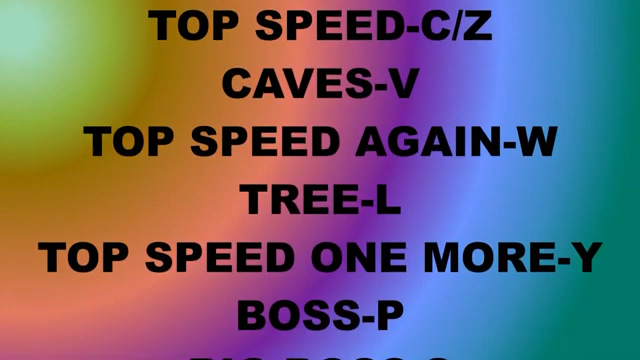 TOP SPEED-C/Z
CAVES-V
TOP SPEED AGAIN-W
TREE-L
TOP SPEED ONE MORE-Y
BOSS-P